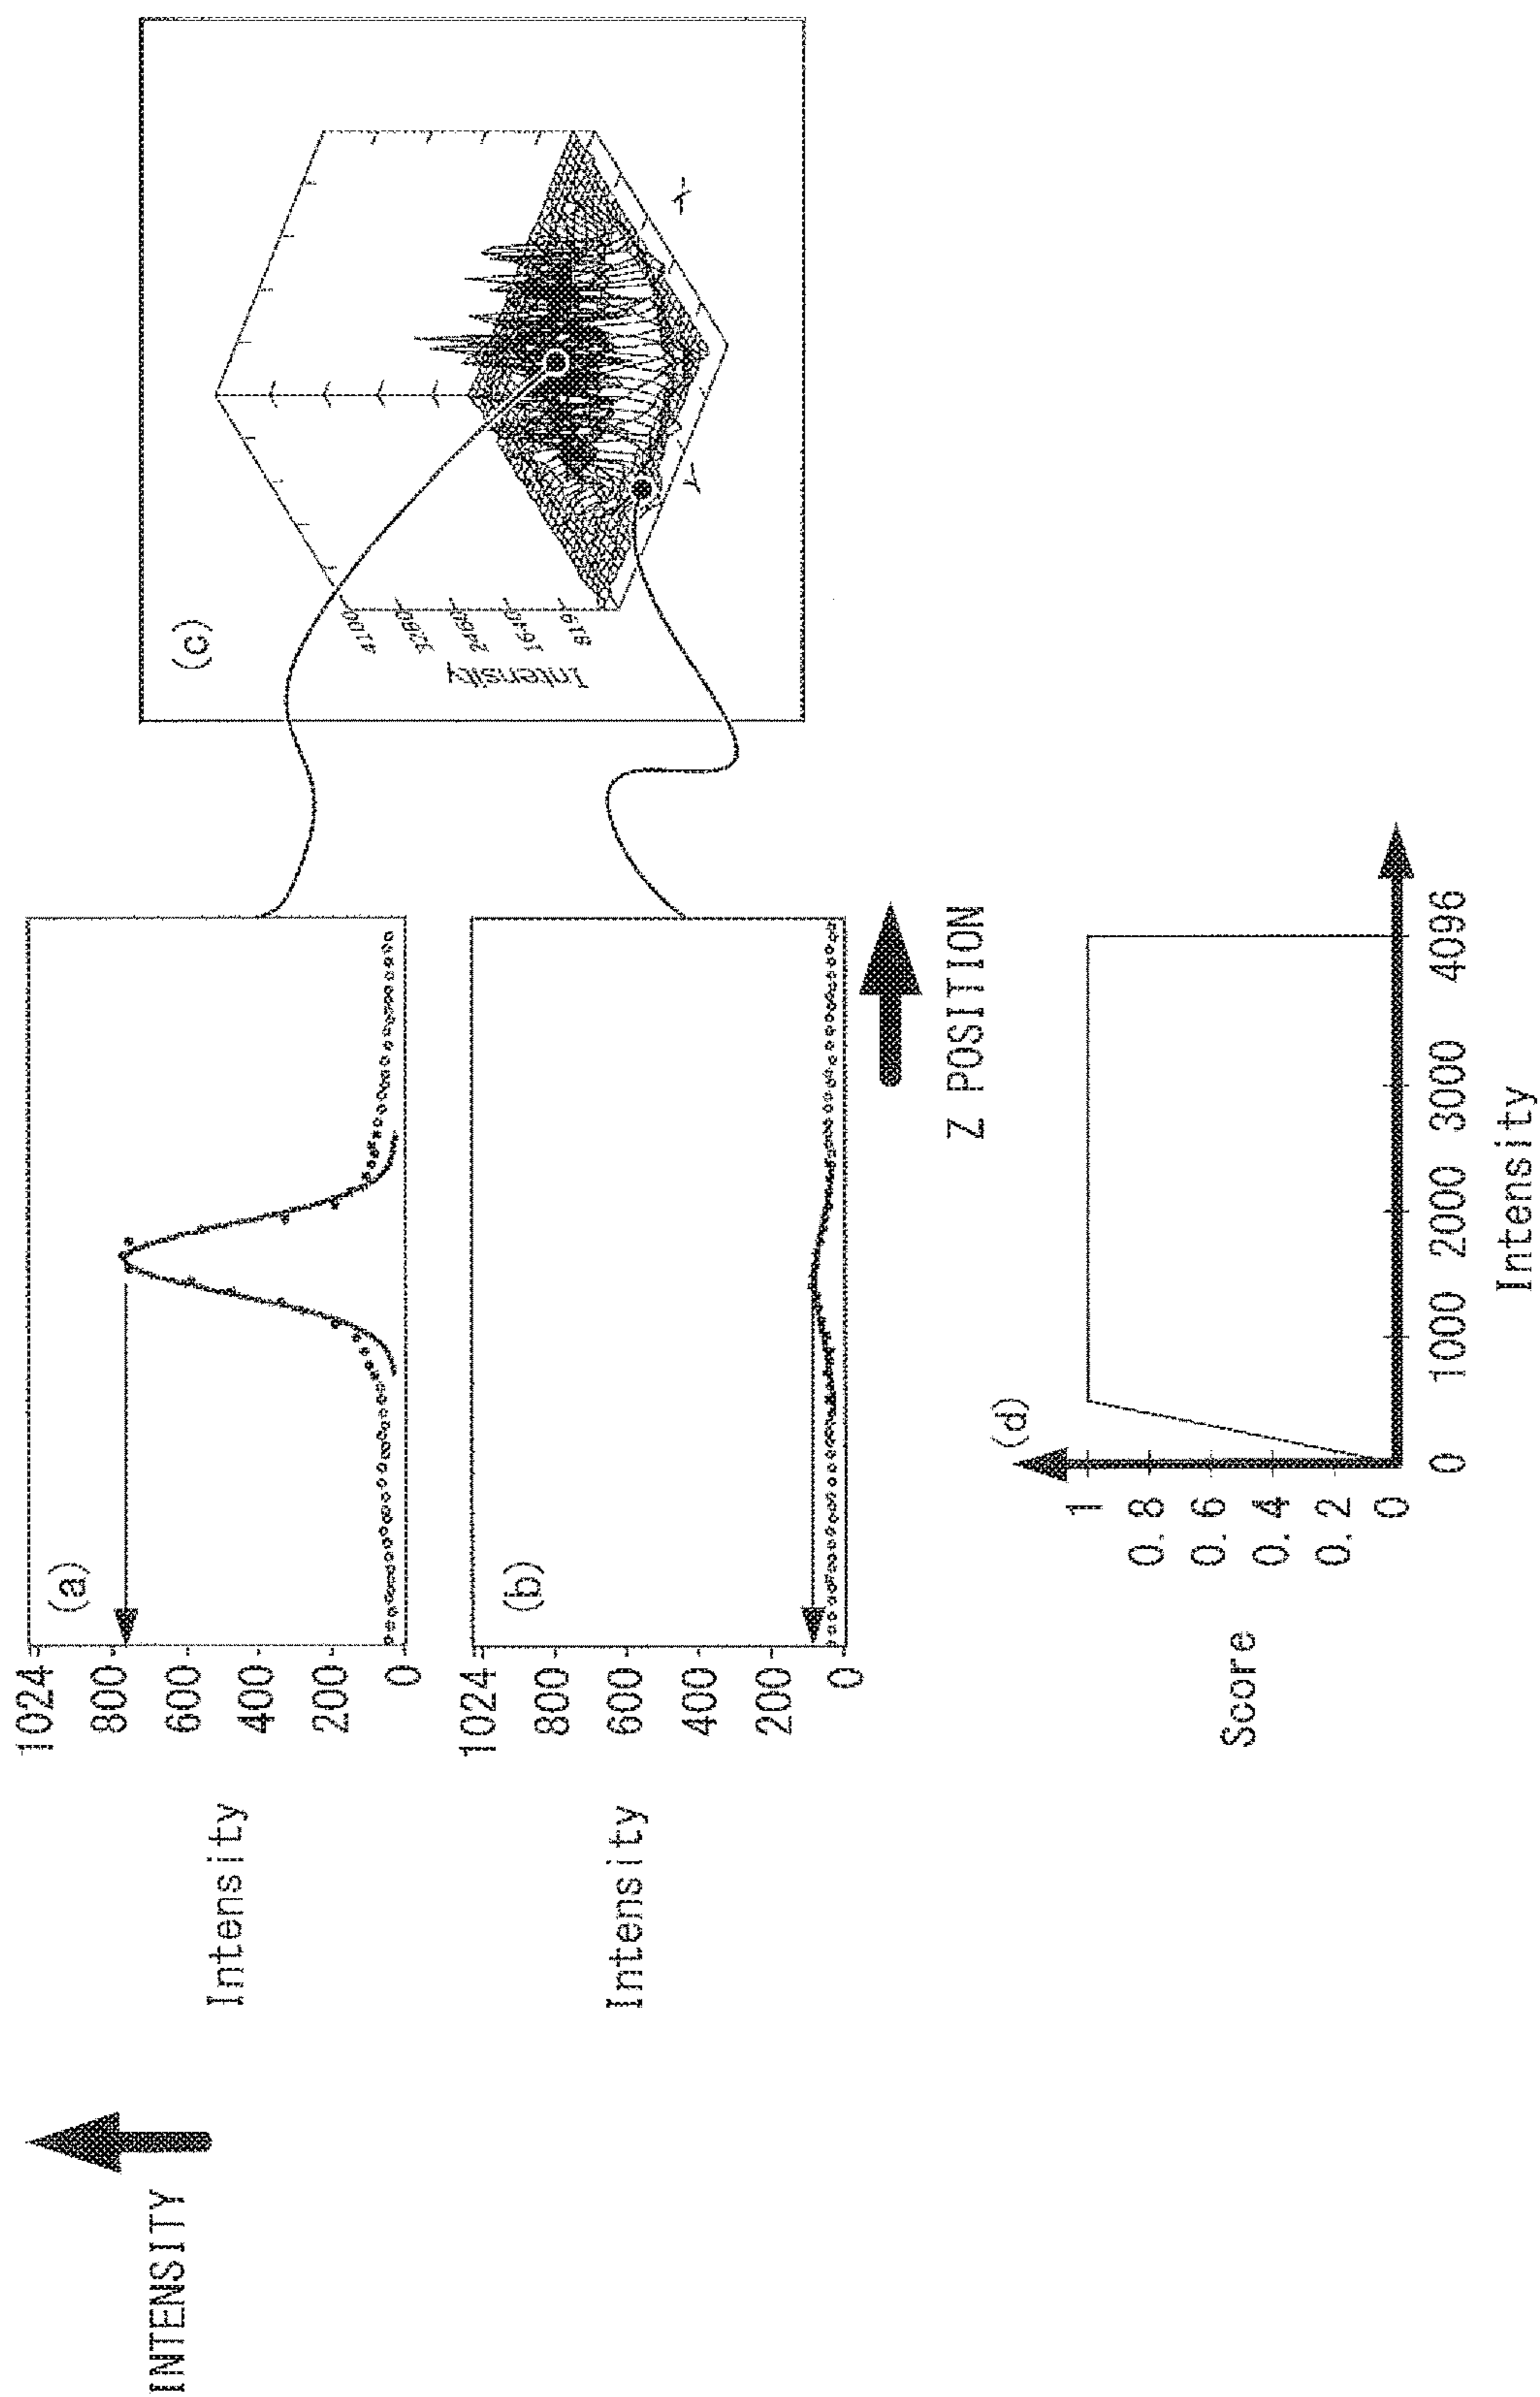 INTENSITY
Intensity
1024
800
600
400
200
0
(a)
Intensity
1024
800
600
400
200
0
(b)
Z POSITION
(c)
Intensity
4100
3280
2460
1640
819
Y
X
(d)
Score
1
0.8
0.6
0.4
0.2
0
0 1000 2000 3000 4096
Intensity